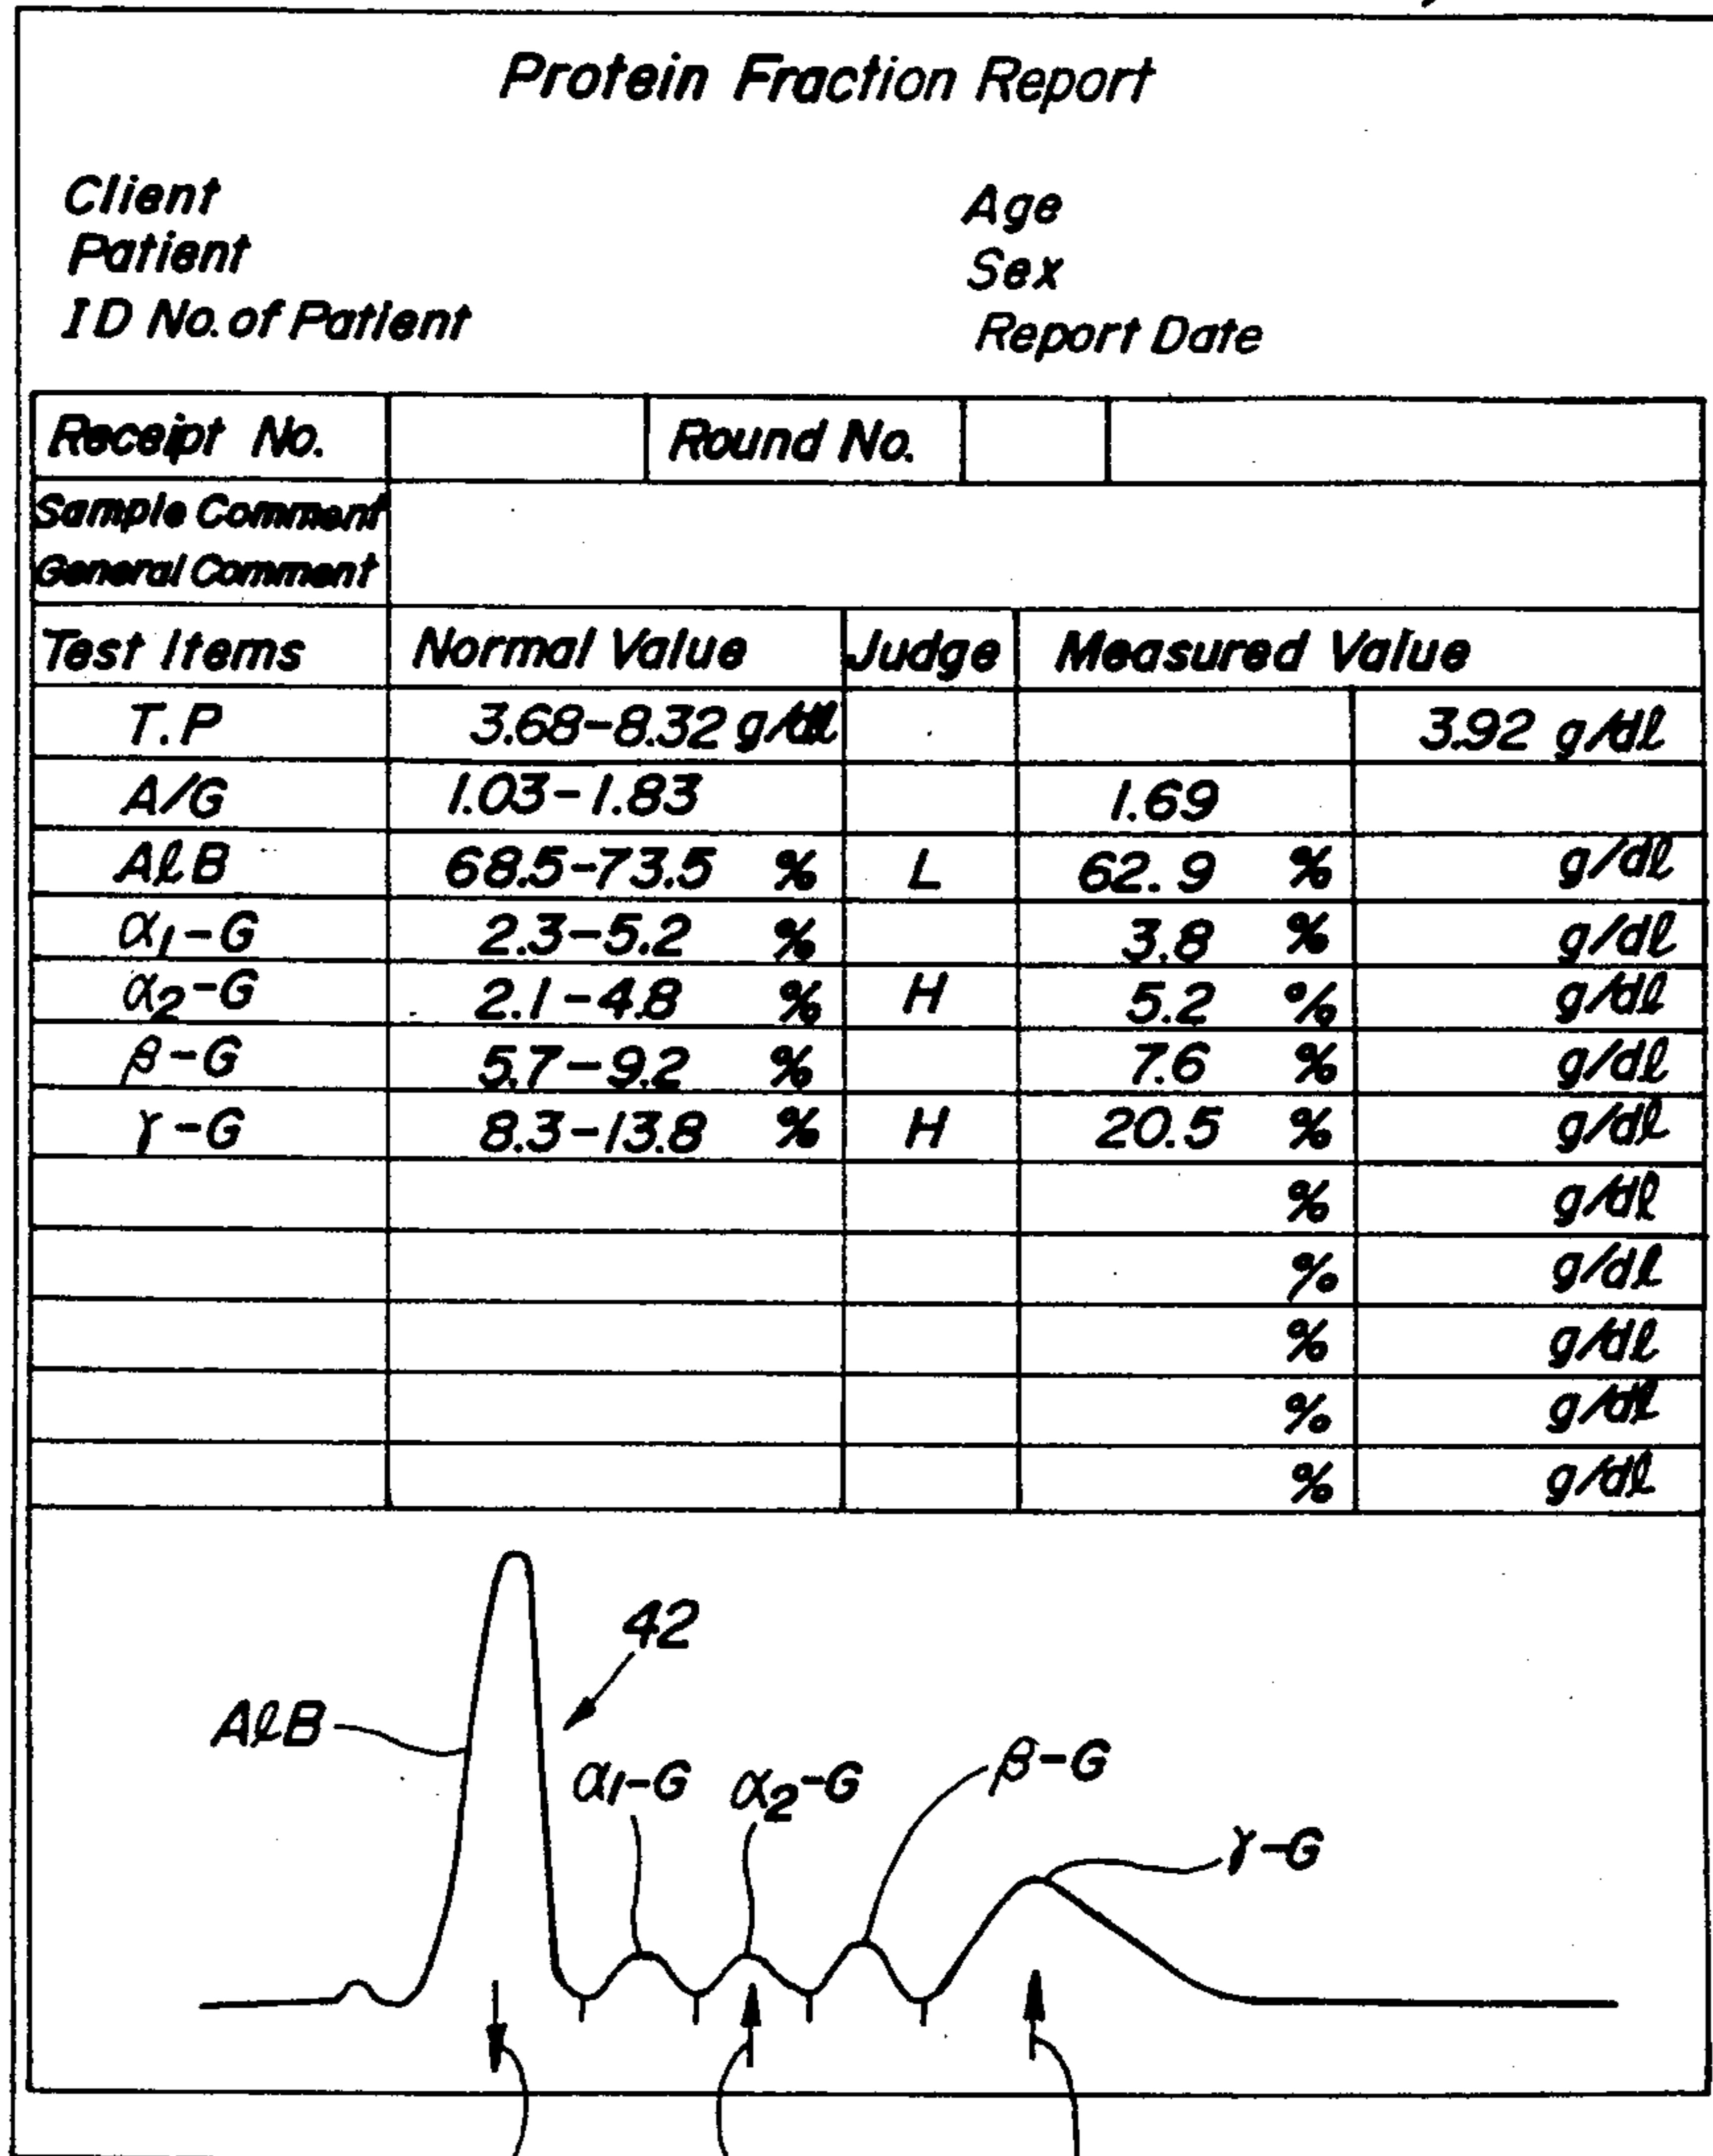 Protein Fraction Report
Client Age
Patient Sex
ID No. of Patient Report Date
Receipt No. Round No.
Sample Comment
General Comment
Test Items Normal Value Judge Measured Value
T.P 3.68-8.32 g/dl 3.92 g/dl
A/G 1.03-1.83 1.69
AlB 68.5-73.5 % L 62.9 % g/dl
α1-G 2.3-5.2 % 3.8 % g/dl
α2-G 2.1-4.8 % H 5.2 % g/dl
β-G 5.7-9.2 % 7.6 % g/dl
γ-G 8.3-13.8 % H 20.5 % g/dl
% g/dl
% g/dl
% g/dl
% g/dl
% g/dl
42
AlB
α1-G α2-G β-G
γ-G